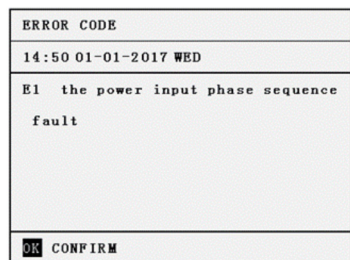 ERROR CODE
14:50 01-01-2017 WED
E1 the power input phase sequence
fault
OK CONFIRM